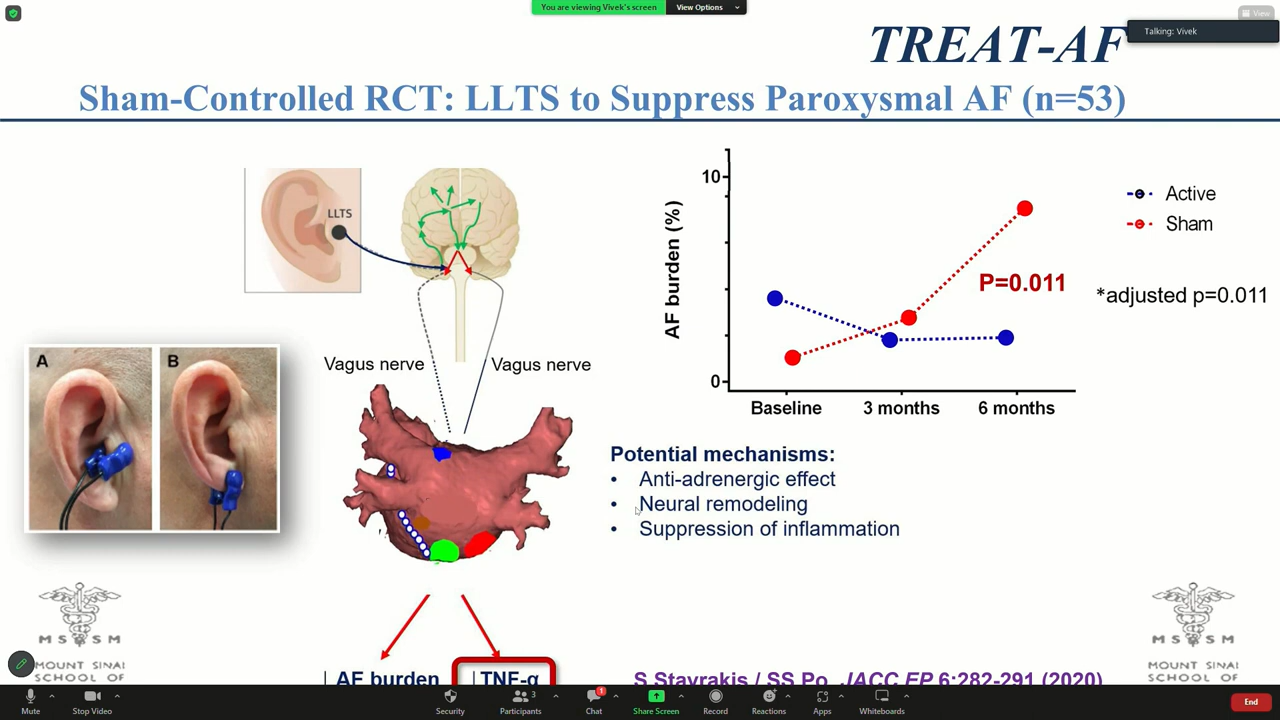 You are viewing Vivek's screen
View Options
View
Talking: Vivek
TREAT-AF
Sham-Controlled RCT: LLTS to Suppress Paroxysmal AF (n=53)
LLTS
Vagus nerve
Vagus nerve
A
B
10
0
AF burden (%)
Baseline
3 months
6 months
Active
Sham
P=0.011
*adjusted p=0.011
Potential mechanisms:
• Anti-adrenergic effect
• Neural remodeling
• Suppression of inflammation
AF burden
TNF-α
S Stavrakis / SS Po, JACC EP 6:282-291 (2020)
M S S M
MOUNT SINAI
SCHOOL OF
M S S M
MOUNT SINAI
SCHOOL OF
Mute
Stop Video
Security
Participants
3
Chat
1
Share Screen
Record
Reactions
Apps
Whiteboards
End